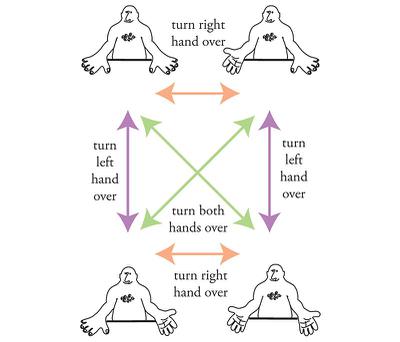 turn right
hand over
turn
left
hand
over
turn
left
hand
over
turn both
hands over
turn right
hand over